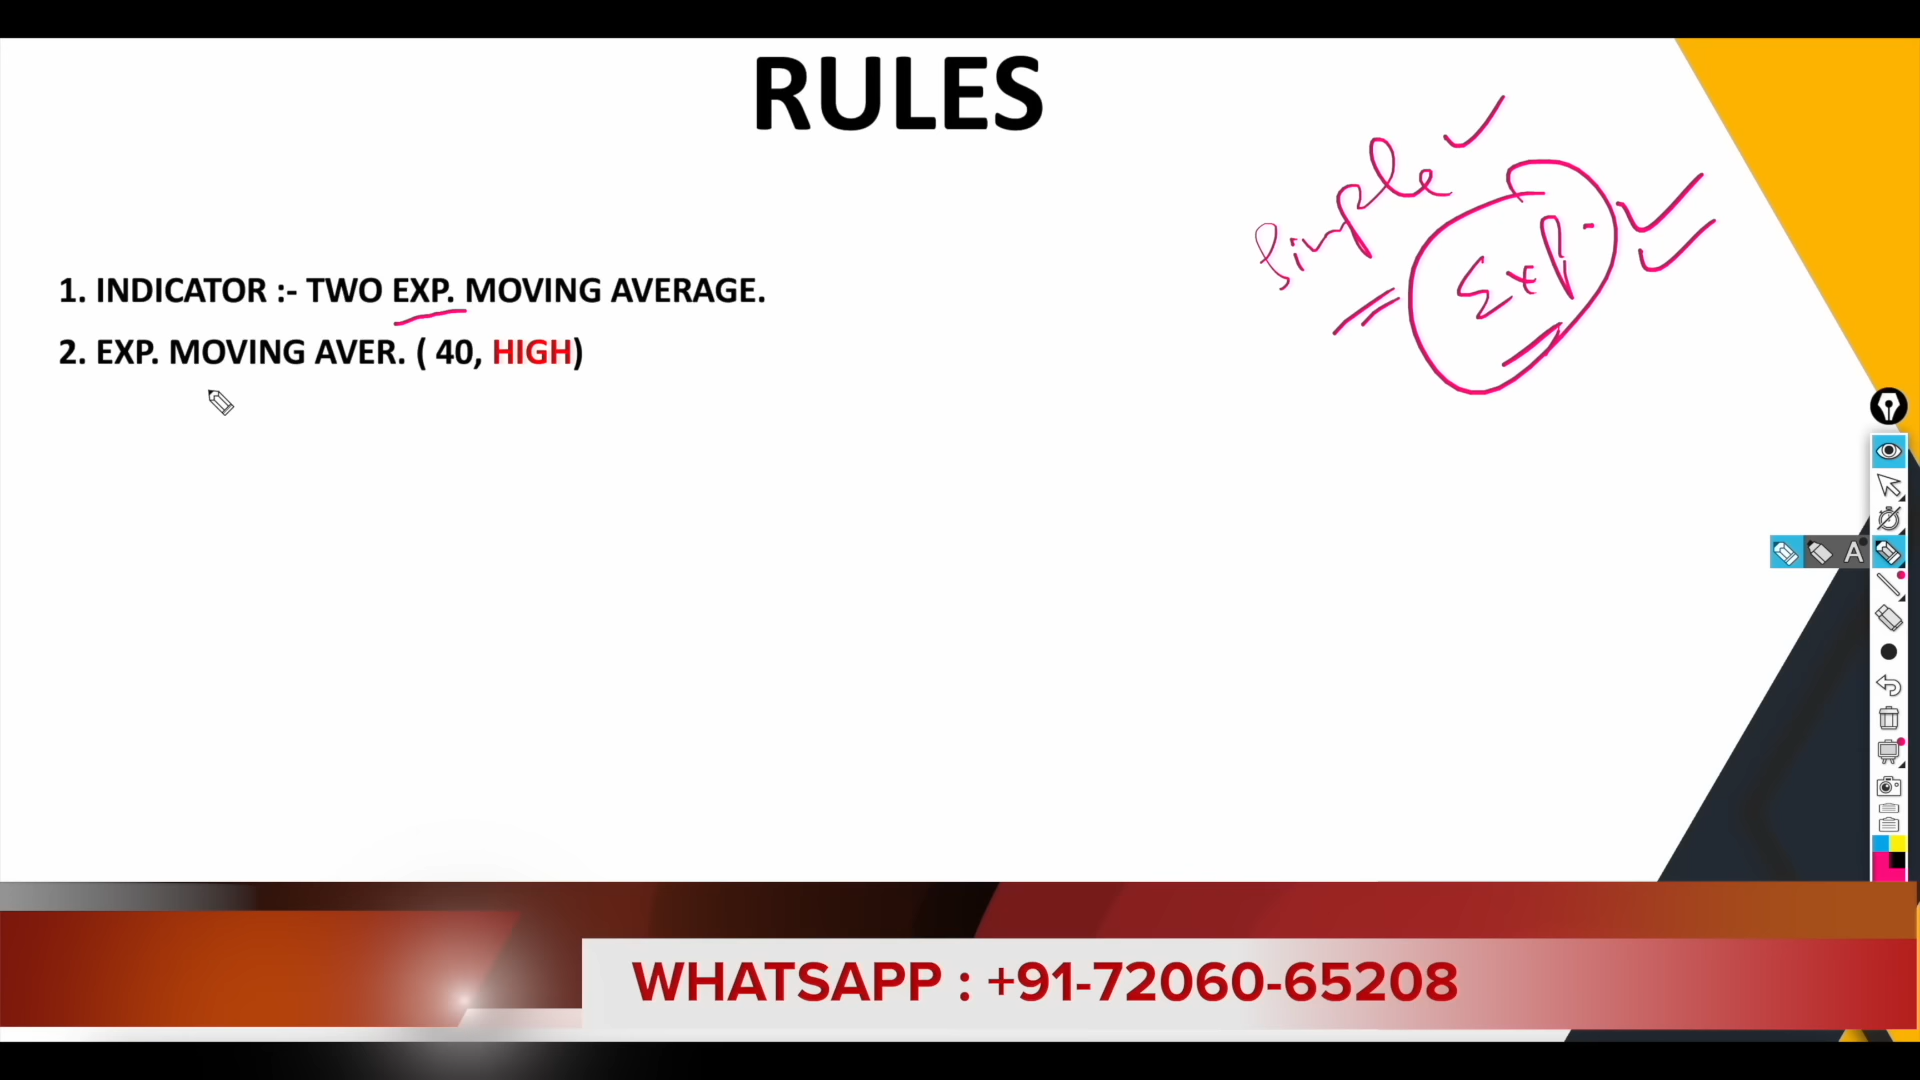 RULES
Simple
Exp.
1. INDICATOR :- TWO EXP. MOVING AVERAGE.
2. EXP. MOVING AVER. ( 40, HIGH)
A
WHATSAPP : +91-72060-65208